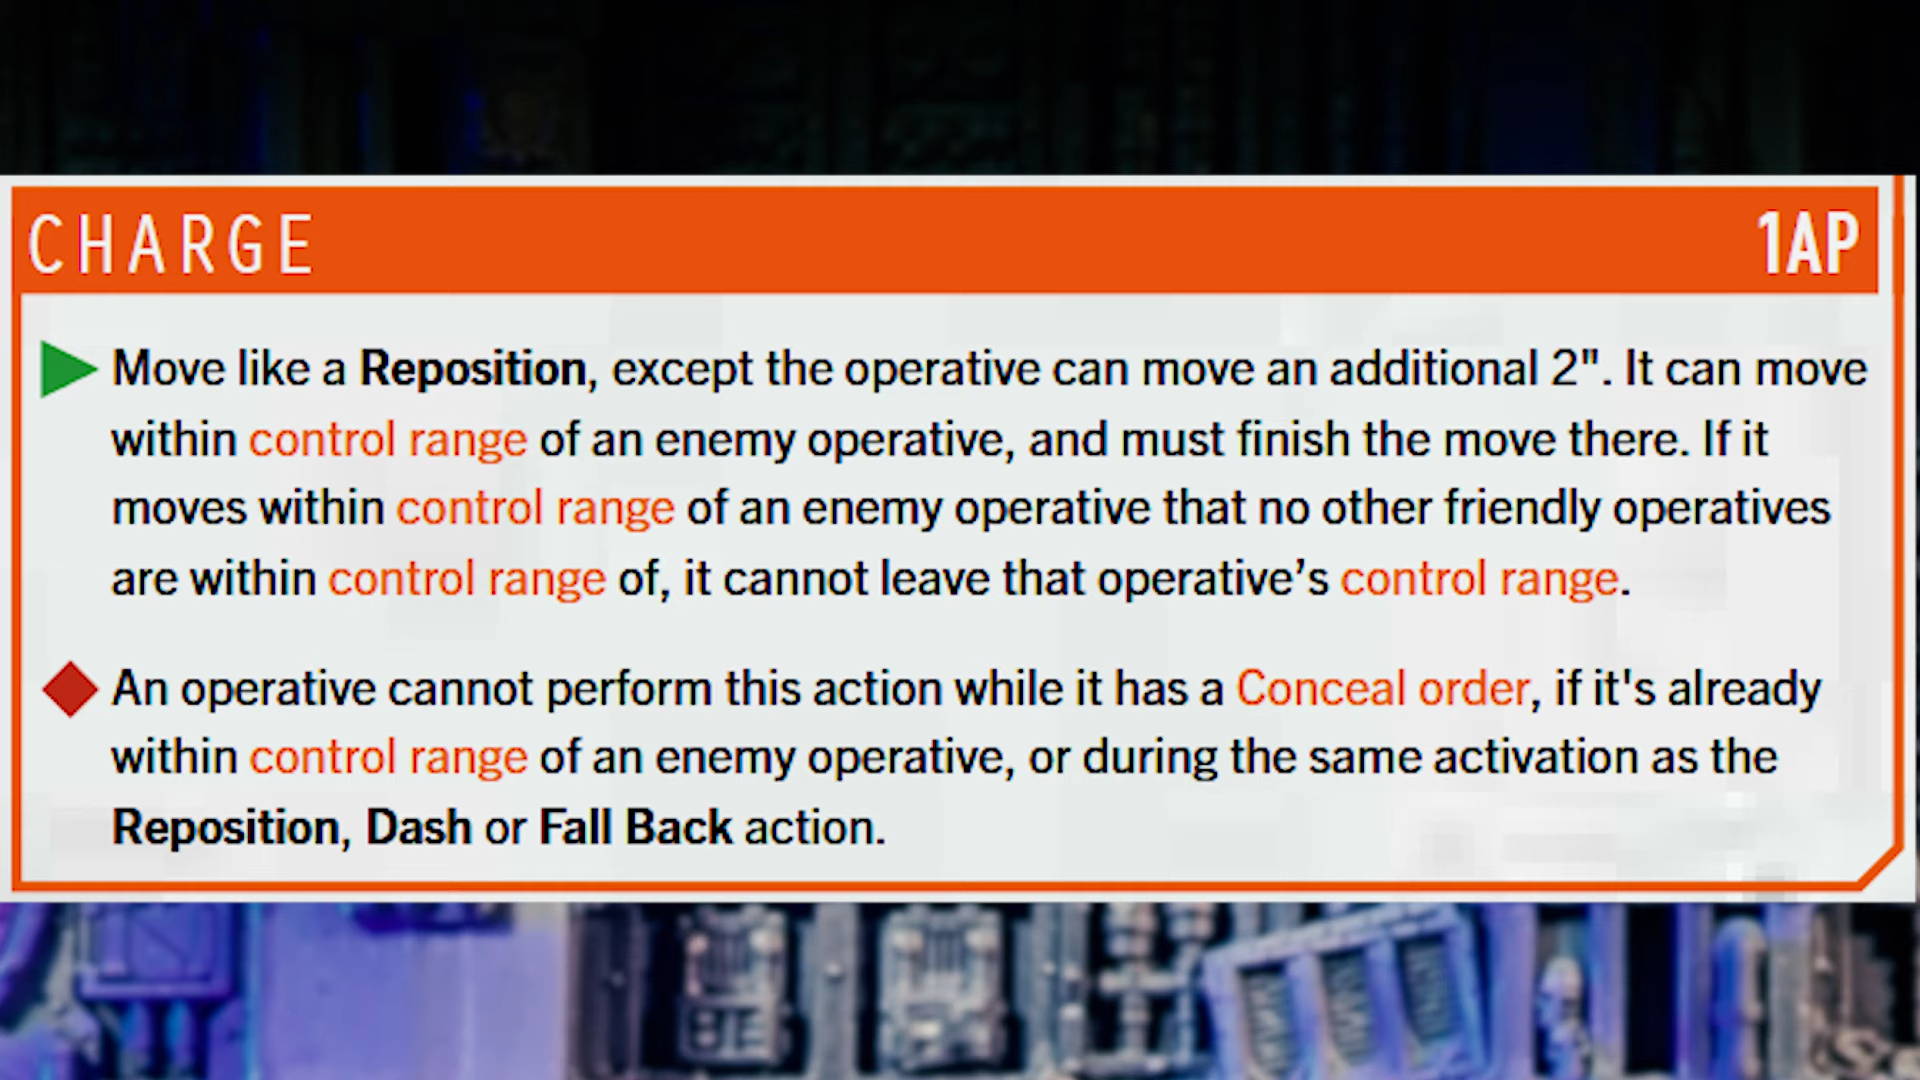 CHARGE 1AP
Move like a Reposition, except the operative can move an additional 2". It can move
within control range of an enemy operative, and must finish the move there. If it
moves within control range of an enemy operative that no other friendly operatives
are within control range of, it cannot leave that operative’s control range.
An operative cannot perform this action while it has a Conceal order, if it's already
within control range of an enemy operative, or during the same activation as the
Reposition, Dash or Fall Back action.